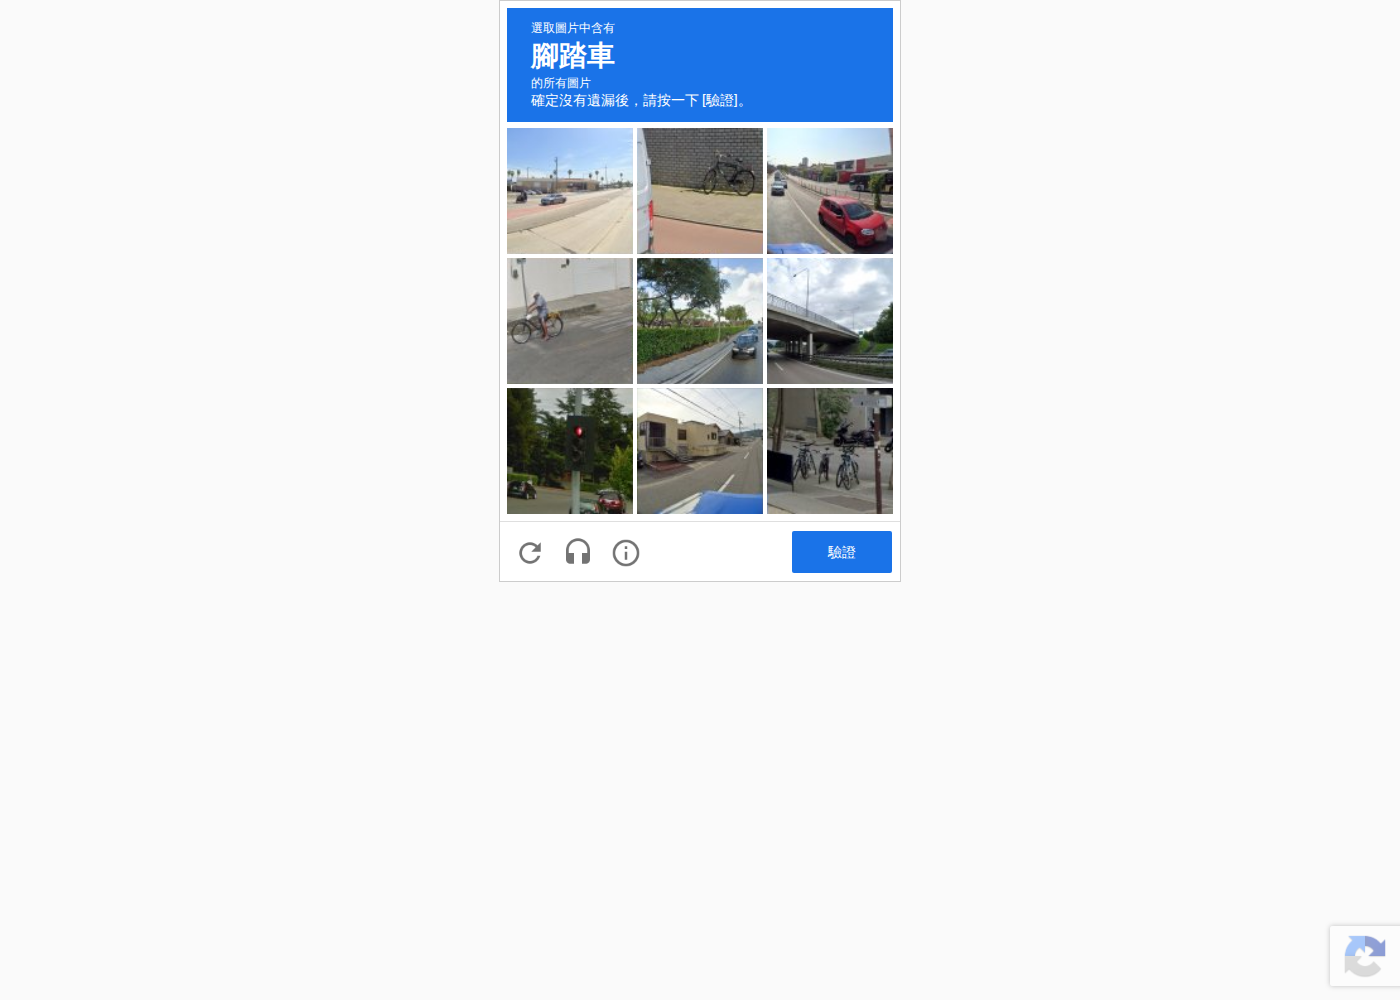 選取圖片中含有
腳踏車
的所有圖片
確定沒有遺漏後，請按一下 [驗證]。
驗證